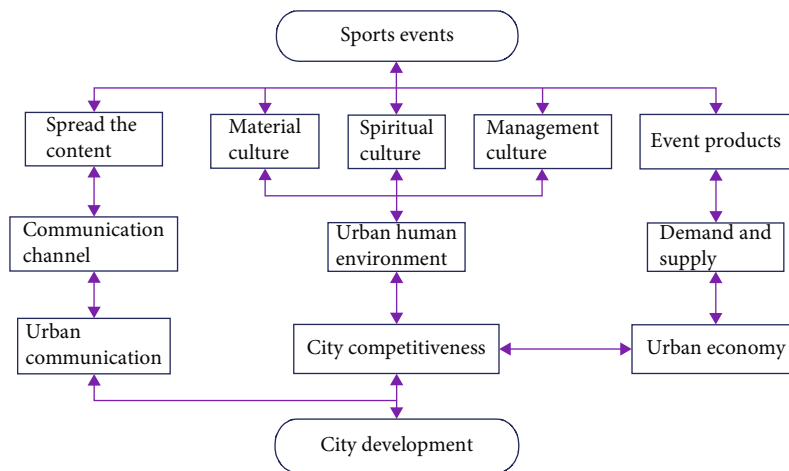 Sports events
Spread the
content
Material
culture
Spiritual
culture
Management
culture
Event products
Communication
channel
Urban human
environment
Demand and
supply
Urban
communication
City competitiveness
Urban economy
City development